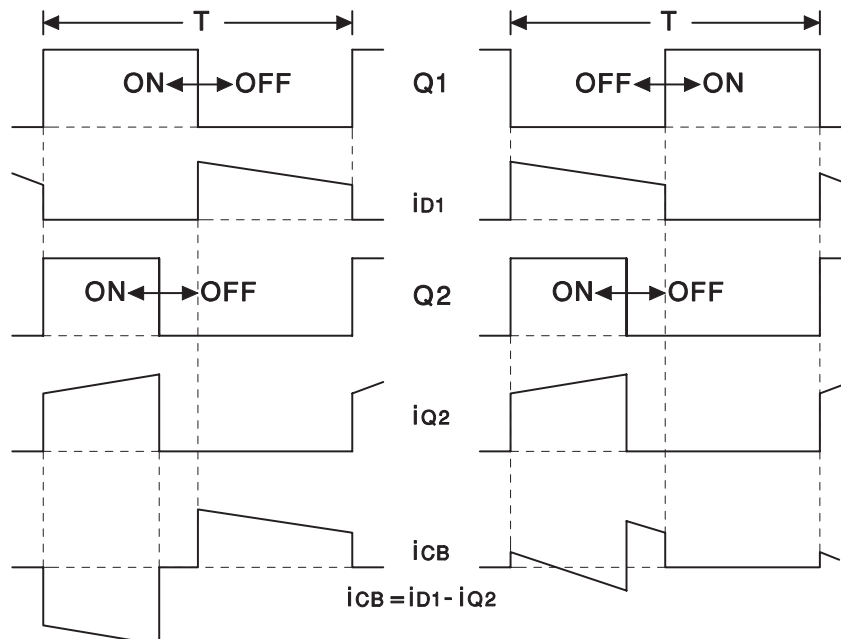 T T
ON OFF Q1 OFF ON
iD1
ON OFF Q2 ON OFF
iQ2
iCB
iCB = iD1 - iQ2